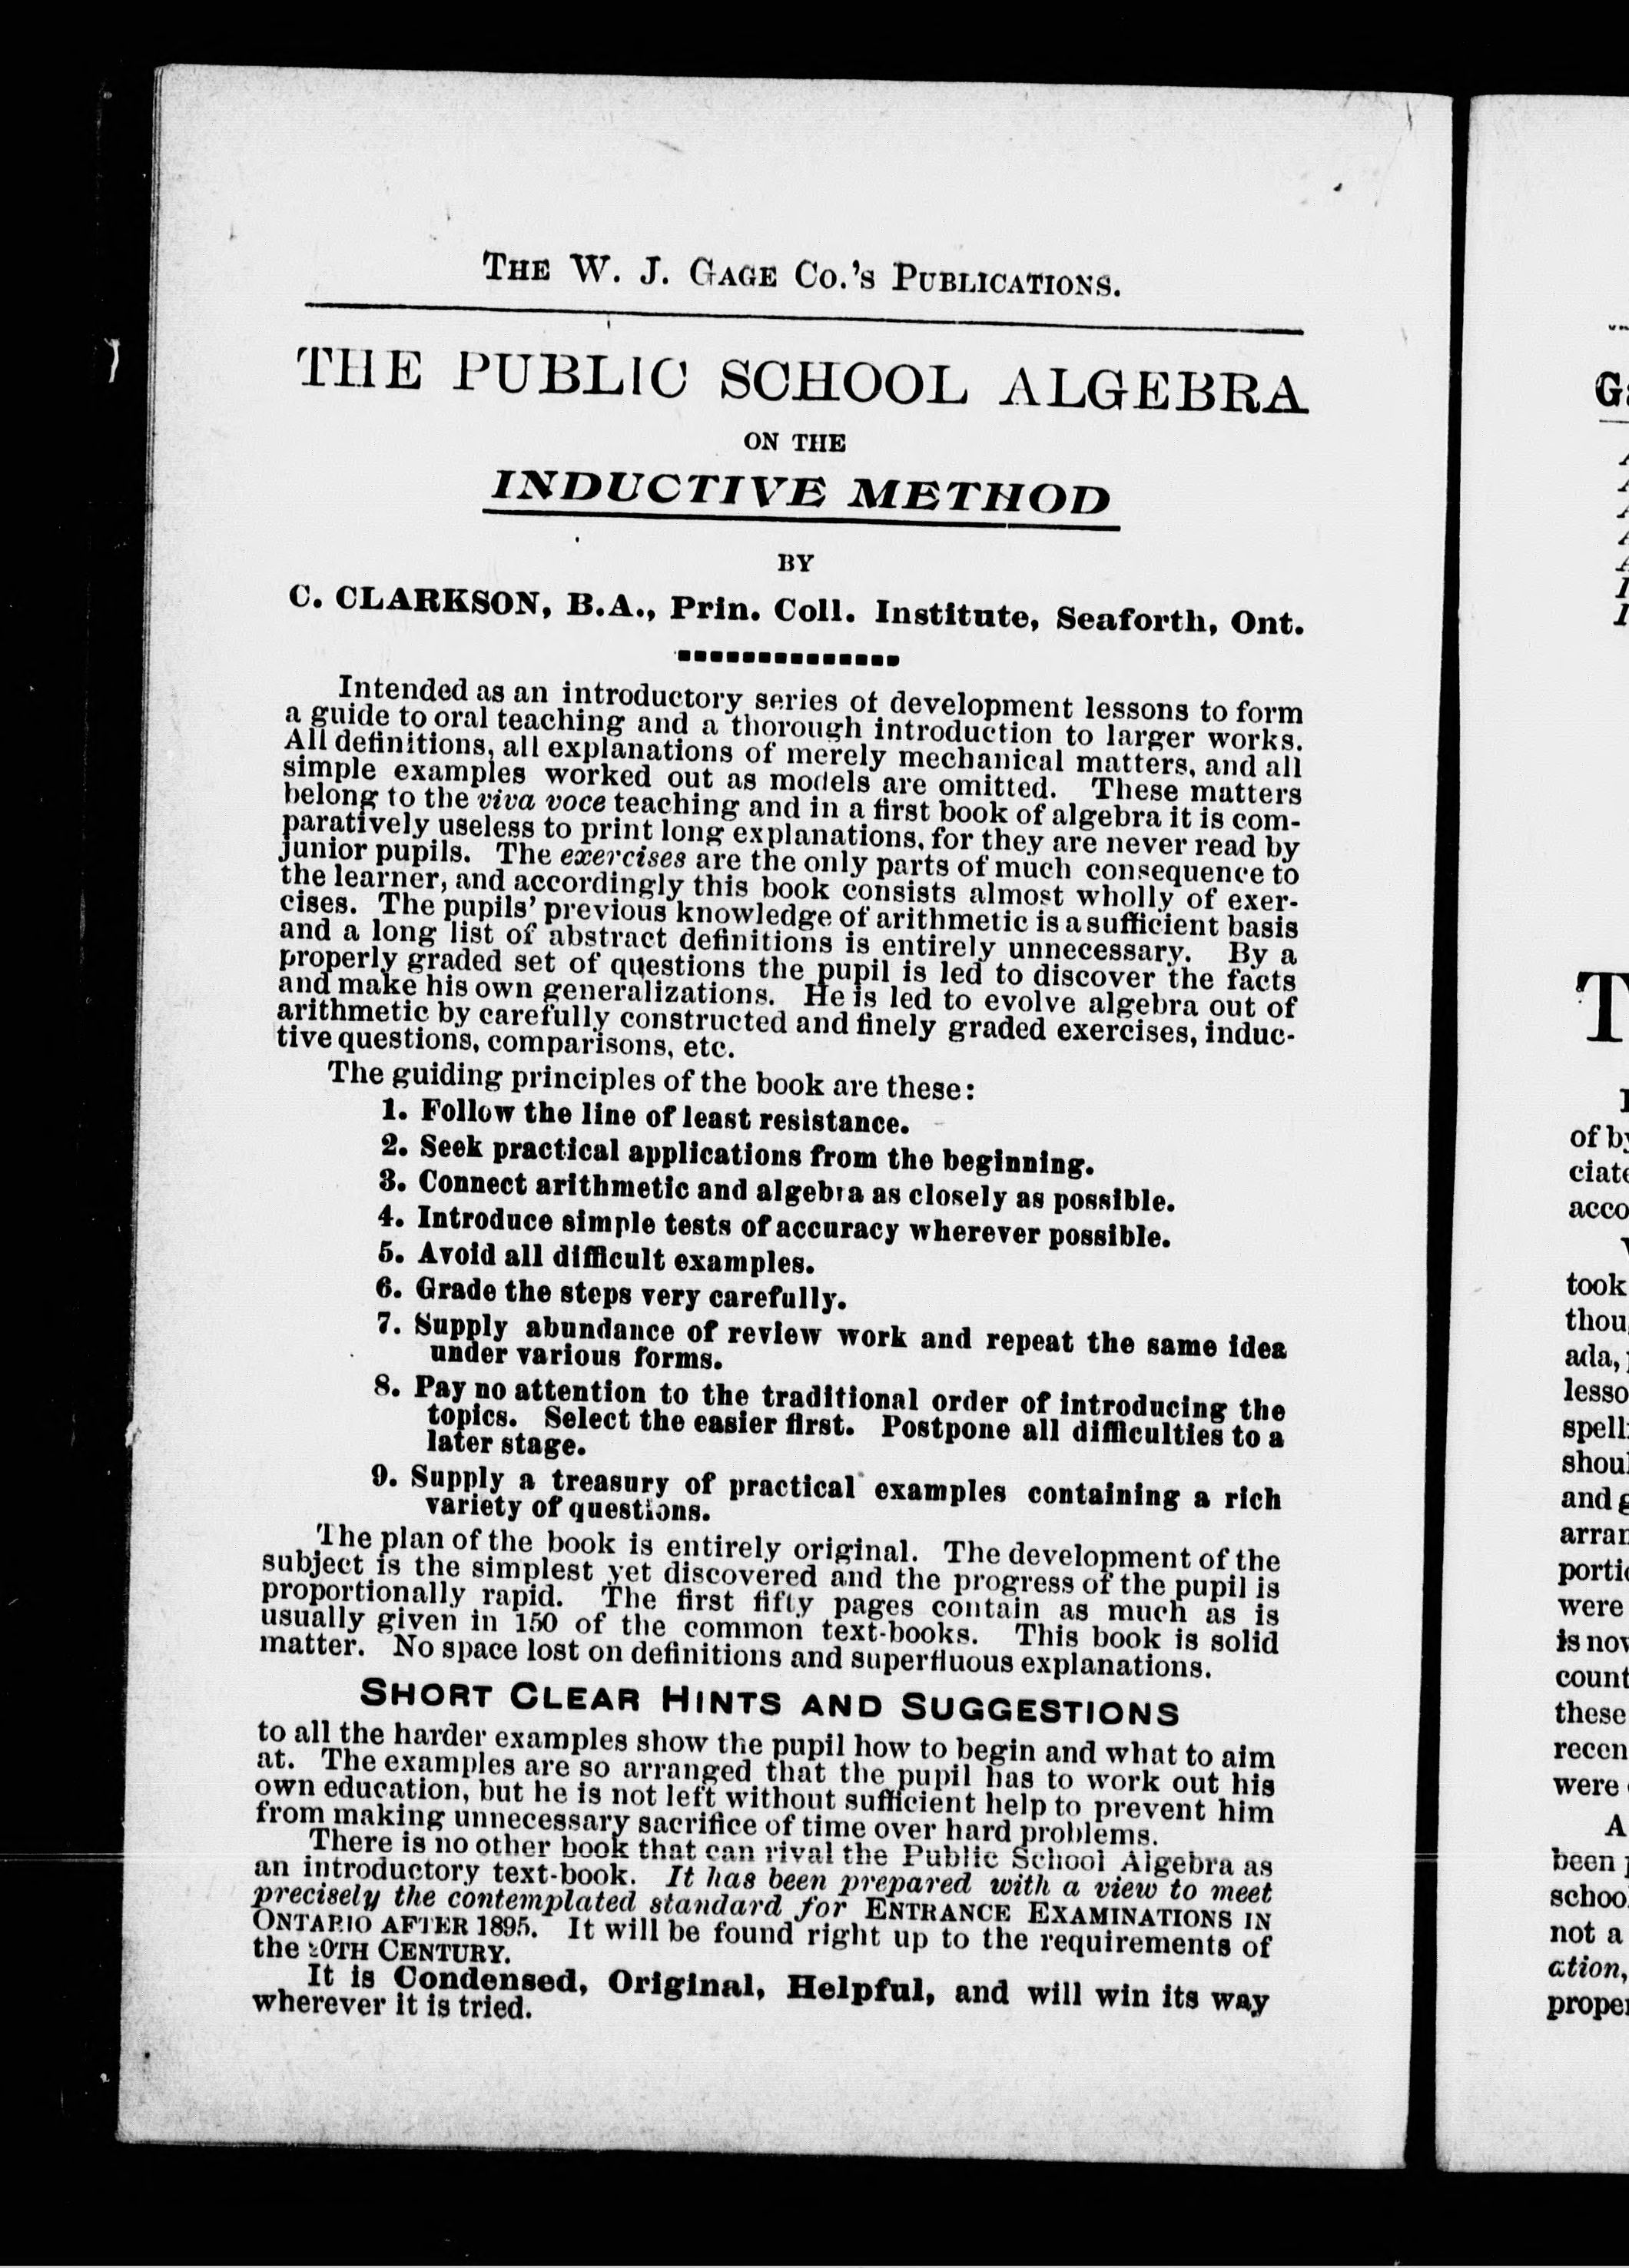 THE W. J. GAGE CO.'S PUBLICATIONS.
THE PUBLIC SCHOOL ALGEBRA
ON THE
INDUCTIVE METHOD
BY
C. CLARKSON, B.A., Prin. Coll. Institute, Seaforth, Ont.
Intended as an introductory series of development lessons to form
a guide to oral teaching and a thorough introduction to larger works.
All definitions, all explanations of merely mechanical matters, and all
simple examples worked out as models are omitted. These matters
belong to the viva voce teaching and in a first book of algebra it is com-
paratively useless to print long explanations, for they are never read by
junior pupils. The exercises are the only parts of much consequence to
the learner, and accordingly this book consists almost wholly of exer-
cises. The pupils' previous knowledge of arithmetic is a sufficient basis
and a long list of abstract definitions is entirely unnecessary. By a
properly graded set of questions the pupil is led to discover the facts
and make his own generalizations. He is led to evolve algebra out of
arithmetic by carefully constructed and finely graded exercises, induc-
tive questions, comparisons, etc.
The guiding principles of the book are these:
1. Follow the line of least resistance.
2. Seek practical applications from the beginning.
3. Connect arithmetic and algebra as closely as possible.
4. Introduce simple tests of accuracy wherever possible.
5. Avoid all difficult examples.
6. Grade the steps very carefully.
7. Supply abundance of review work and repeat the same idea
under various forms.
8. Pay no attention to the traditional order of introducing the
topics. Select the easier first. Postpone all difficulties to a
later stage.
9. Supply a treasury of practical examples containing a rich
variety of questions.
The plan of the book is entirely original. The development of the
subject is the simplest yet discovered and the progress of the pupil is
proportionally rapid. The first fifty pages contain as much as is
usually given in 150 of the common text-books. This book is solid
matter. No space lost on definitions and superfluous explanations.
SHORT CLEAR HINTS AND SUGGESTIONS
to all the harder examples show the pupil how to begin and what to aim
at. The examples are so arranged that the pupil has to work out his
own education, but he is not left without sufficient help to prevent him
from making unnecessary sacrifice of time over hard problems.
There is no other book that can rival the Public School Algebra as
an introductory text-book. It has been prepared with a view to meet
precisely the contemplated standard for ENTRANCE EXAMINATIONS IN
ONTARIO AFTER 1895. It will be found right up to the requirements of
the 20TH CENTURY.
It is Condensed, Original, Helpful, and will win its way
wherever it is tried.
of
took
were
these
were
A
been
not a